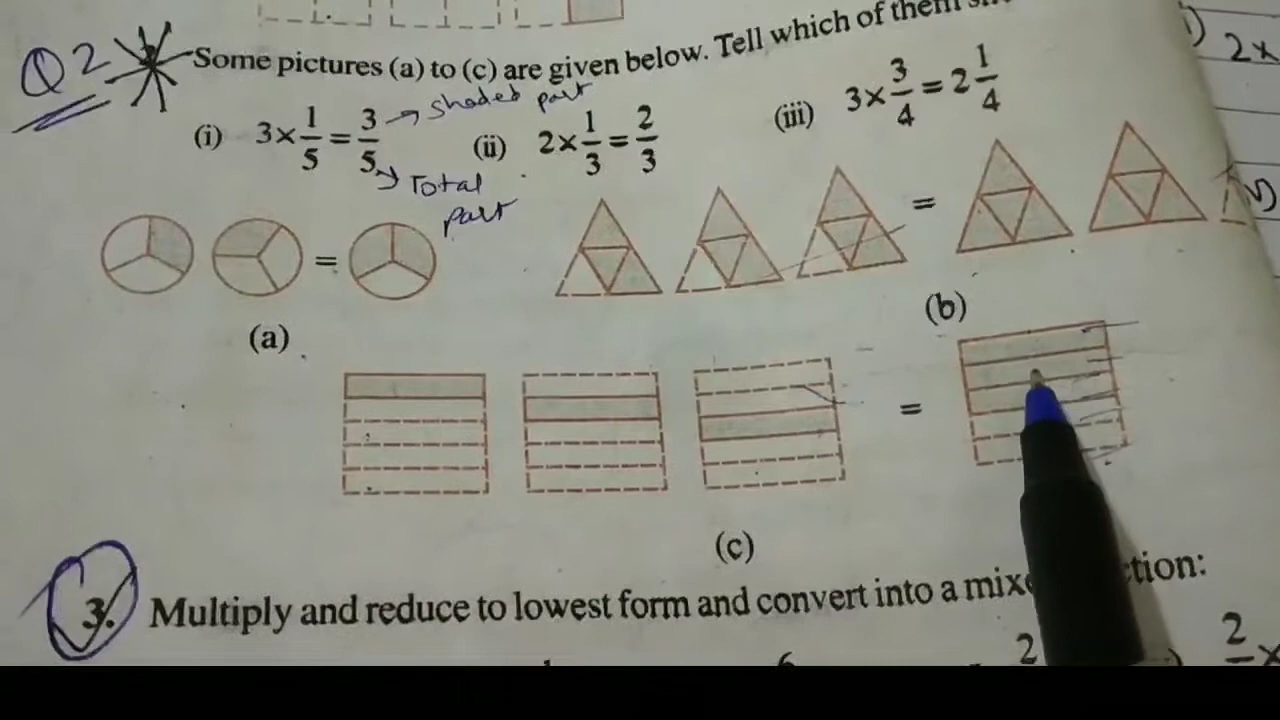 Q2 Some pictures (a) to (c) are given below. Tell which of them
(i) 3×1/5=3/5 → Shaded part (ii) 2×1/3=2/3 (iii) 3×3/4=2 1/4
→ Total part
= =
(a) (b)
=
(c)
3. Multiply and reduce to lowest form and convert into a
2
2×